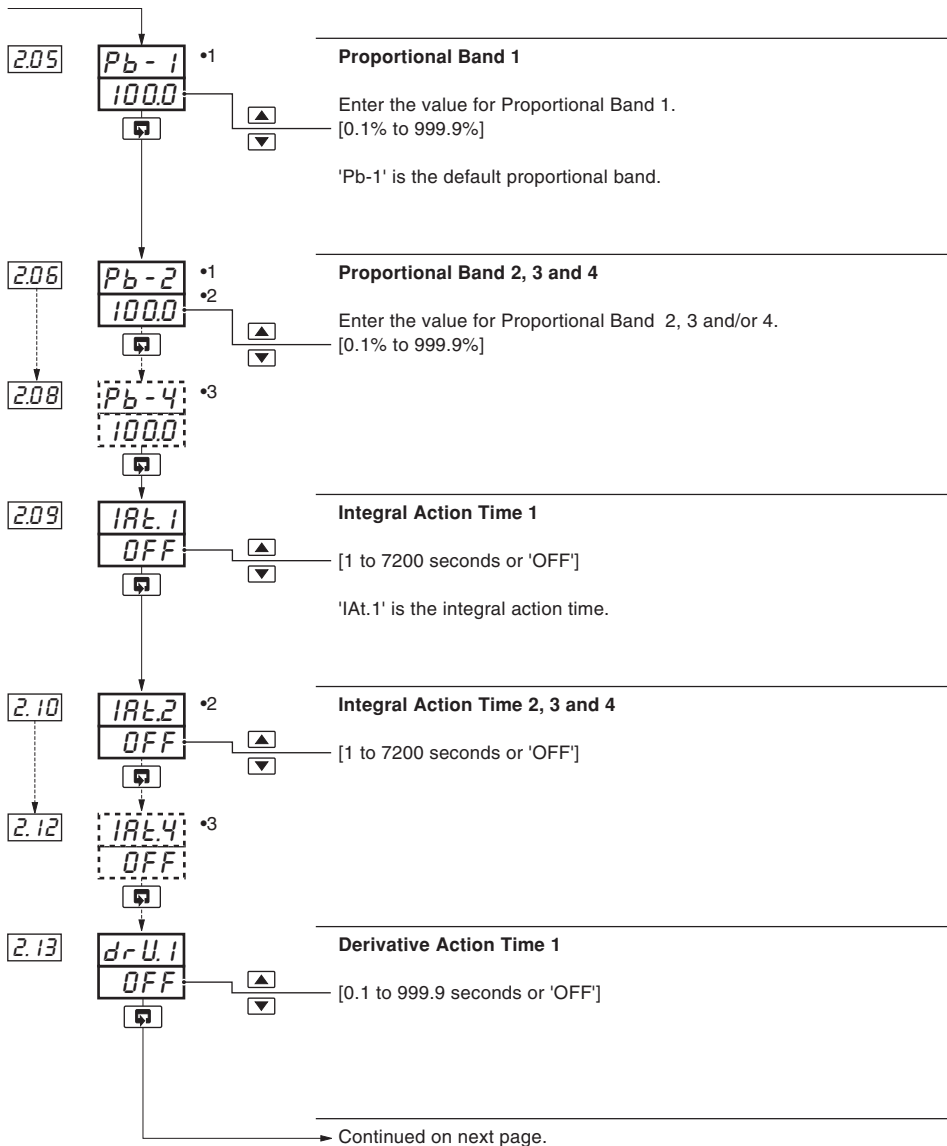 2.05
Pb-1 •1
100.0
Proportional Band 1
Enter the value for Proportional Band 1.
[0.1% to 999.9%]
'Pb-1' is the default proportional band.
2.06
Pb-2 •1
•2
100.0
Proportional Band 2, 3 and 4
Enter the value for Proportional Band 2, 3 and/or 4.
[0.1% to 999.9%]
2.08
Pb-4 •3
100.0
2.09
IAt.1
OFF
Integral Action Time 1
[1 to 7200 seconds or 'OFF']
'IAt.1' is the integral action time.
2.10
IAt.2 •2
OFF
Integral Action Time 2, 3 and 4
[1 to 7200 seconds or 'OFF']
2.12
IAt.4 •3
OFF
2.13
drU.1
OFF
Derivative Action Time 1
[0.1 to 999.9 seconds or 'OFF']
Continued on next page.